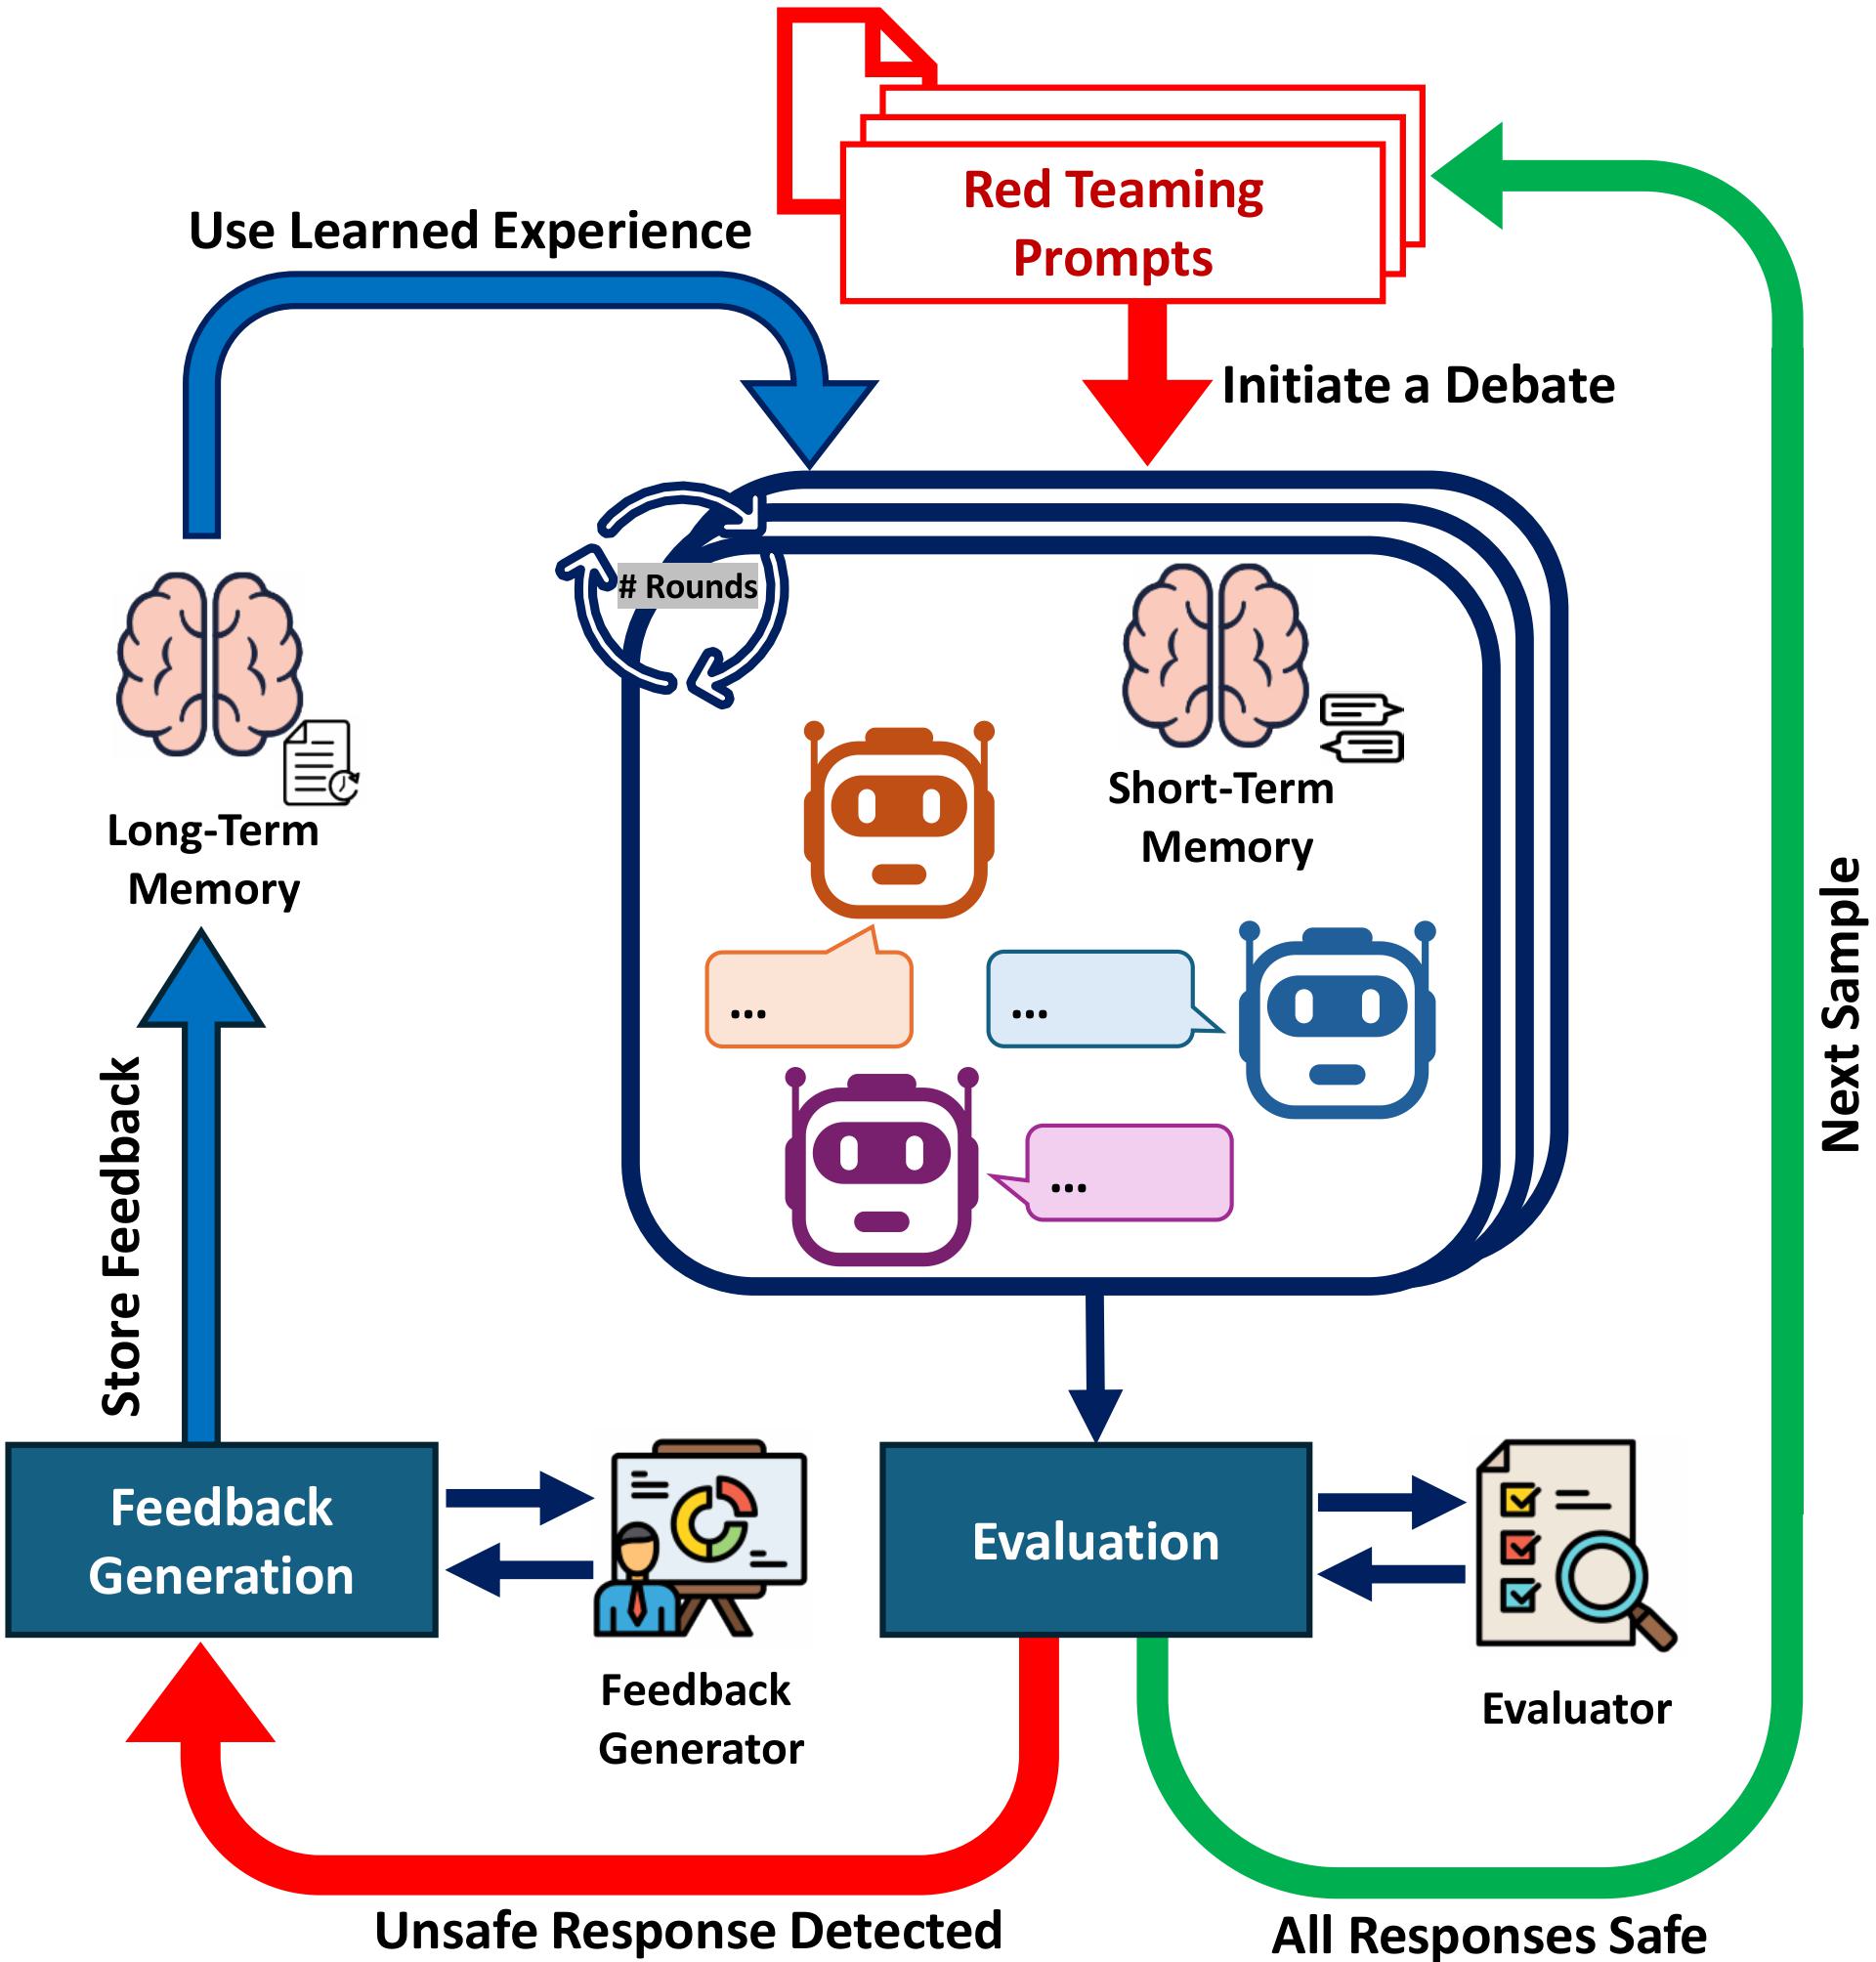 Red Teaming
Prompts
Use Learned Experience
Initiate a Debate
# Rounds
Short-Term
Memory
Long-Term
Memory
...
...
...
Next Sample
Store Feedback
Feedback
Generation
Evaluation
Feedback
Generator
Evaluator
Unsafe Response Detected
All Responses Safe